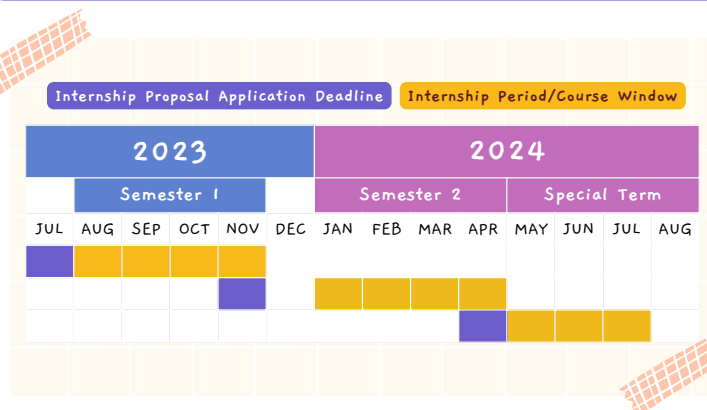 Internship Proposal Application Deadline Internship Period/Course Window
2023 2024
Semester 1 Semester 2 Special Term
JUL AUG SEP OCT NOV DEC JAN FEB MAR APR MAY JUN JUL AUG